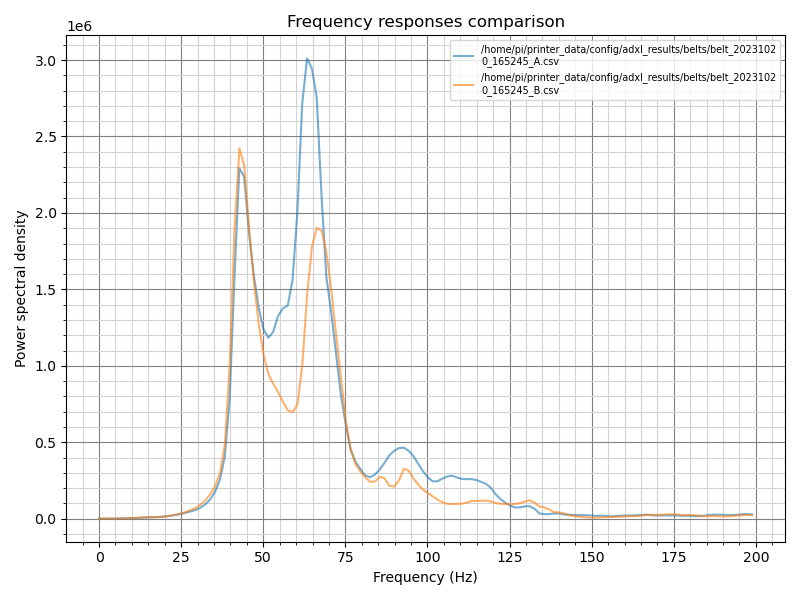 Frequency responses comparison
1e6
/home/pi/printer_data/config/adxl_results/belts/belt_2023102
0_165245_A.csv
/home/pi/printer_data/config/adxl_results/belts/belt_2023102
0_165245_B.csv
3.0
2.5
2.0
1.5
1.0
0.5
0.0
Power spectral density
0 25 50 75 100 125 150 175 200
Frequency (Hz)